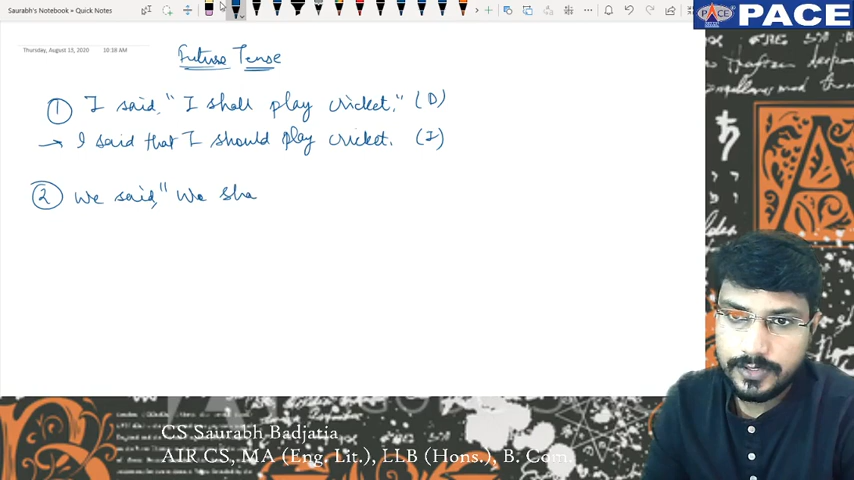 Saurabh's Notebook » Quick Notes
PACE
PACE
Thursday, August 13, 2020 10:18 AM
Future Tense
① I said, "I shall play cricket." (D)
→ I said that I should play cricket. (I)
② We said, "We sha
CS Saurabh Badjatia
AIR CS, MA (Eng. Lit.), LLB (Hons.), B. Com.